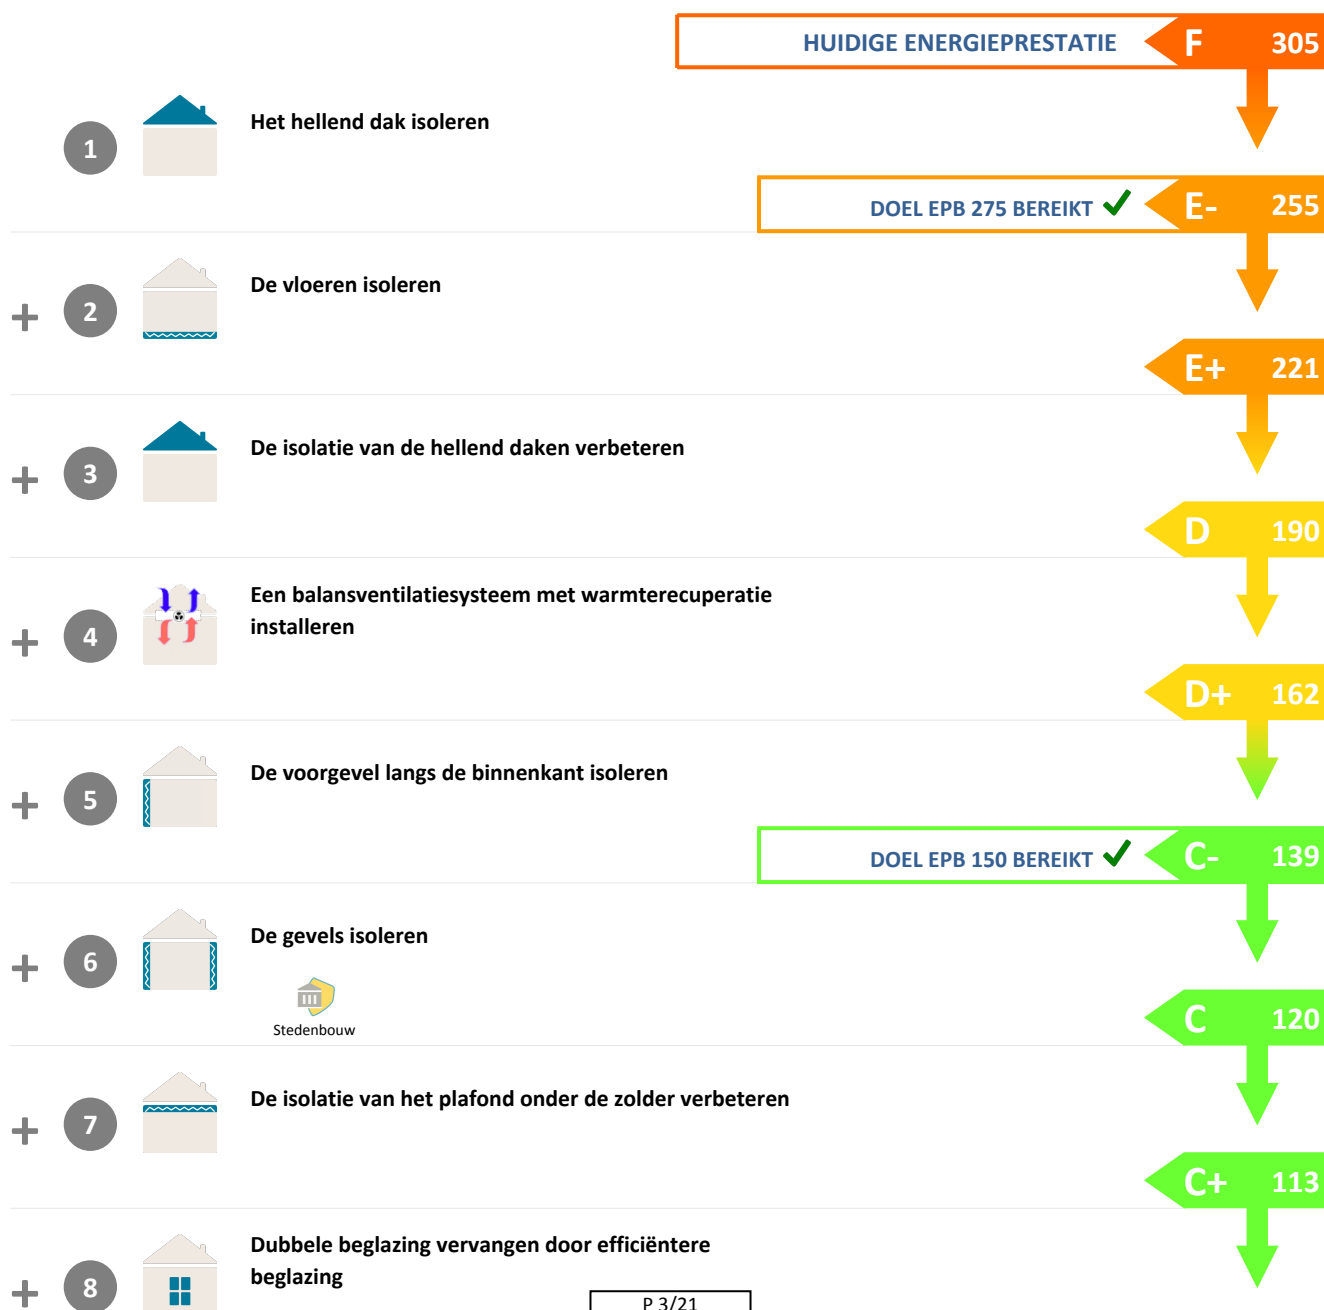 HUIDIGE ENERGIEPRESTATIE F 305
1 Het hellend dak isoleren
DOEL EPB 275 BEREIKT E- 255
+ 2 De vloeren isoleren
E+ 221
+ 3 De isolatie van de hellend daken verbeteren
D 190
+ 4 Een balansventilatiesysteem met warmterecuperatie
installeren
D+ 162
+ 5 De voorgevel langs de binnenkant isoleren
DOEL EPB 150 BEREIKT C- 139
+ 6 De gevels isoleren
Stedenbouw
C 120
+ 7 De isolatie van het plafond onder de zolder verbeteren
C+ 113
+ 8 Dubbele beglazing vervangen door efficiëntere
beglazing
P 3/21